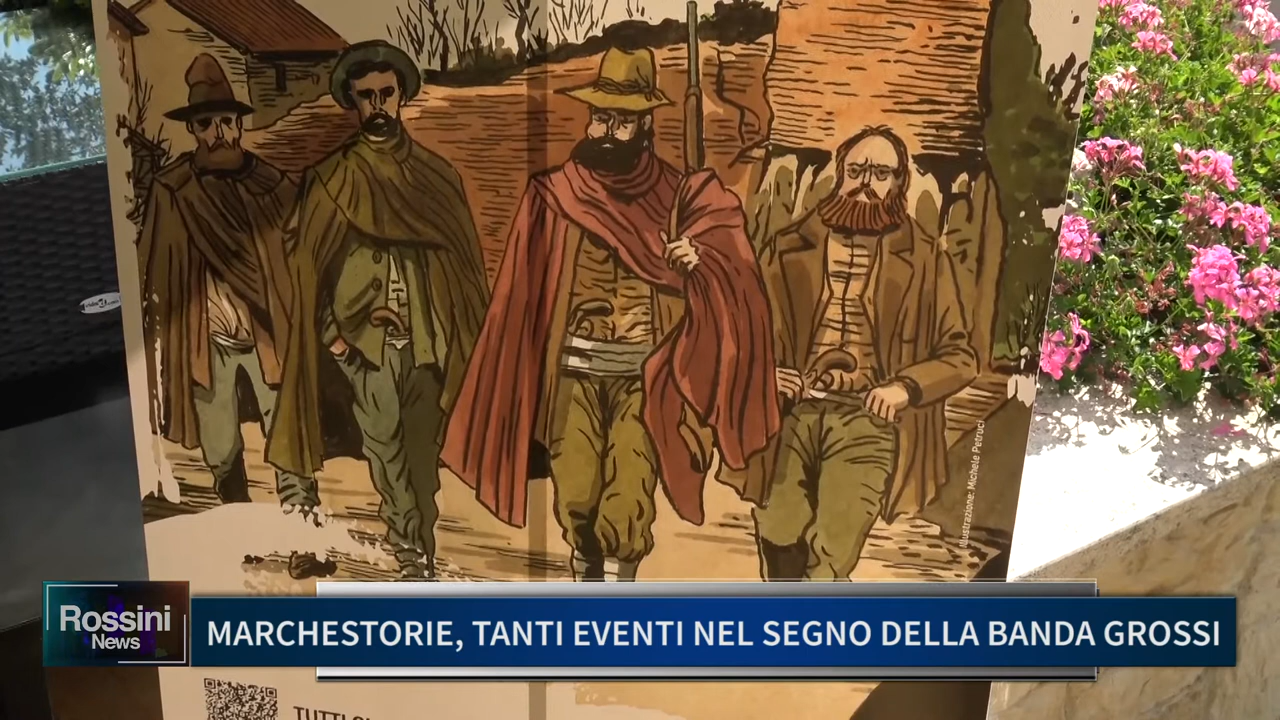 Illustrazione: Michele Petrucci
Rossini
News
MARCHESTORIE, TANTI EVENTI NEL SEGNO DELLA BANDA GROSSI